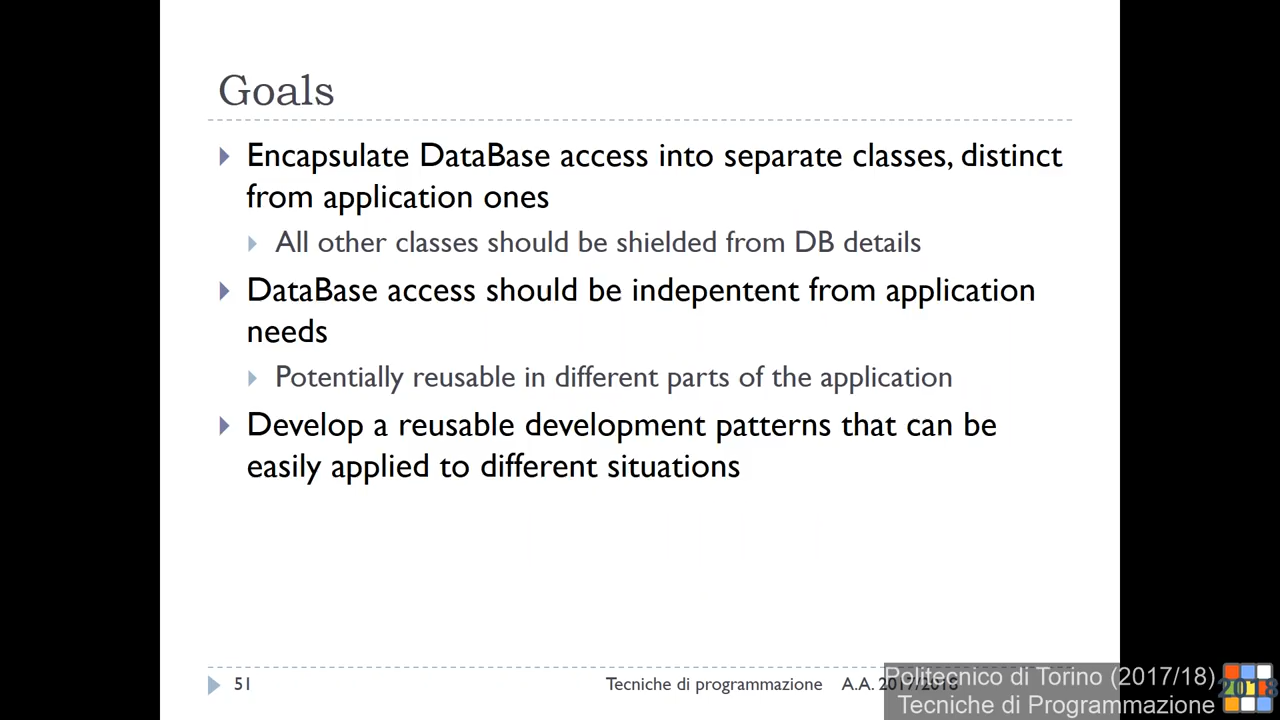 Goals
Encapsulate DataBase access into separate classes, distinct
from application ones
All other classes should be shielded from DB details
DataBase access should be indepentent from application
needs
Potentially reusable in different parts of the application
Develop a reusable development patterns that can be
easily applied to different situations
51
Tecniche di programmazione A.A. 2017/2018
Politecnico di Torino (2017/18)
Tecniche di Programmazione
2018